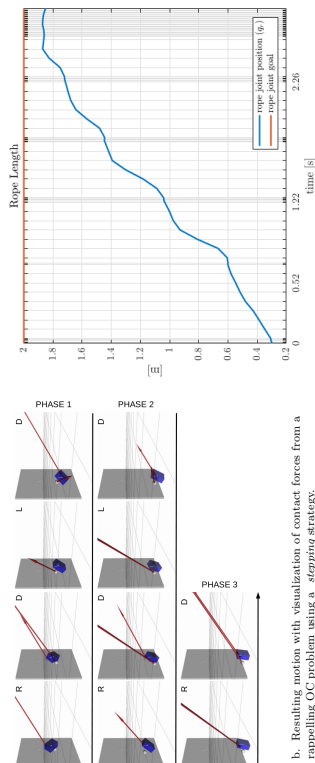 R
D
L
D
PHASE 1
R
D
L
D
PHASE 2
R
D
PHASE 3
b. Resulting motion with visualization of contact forces from a
rappelling OC problem using a stepping strategy.
Rope Length
2
1.8
1.6
1.4
1.2
1
0.8
0.6
0.4
0.2
[m]
0
0.52
1.22
2.26
time [s]
rope joint position (qr)
rope joint goal